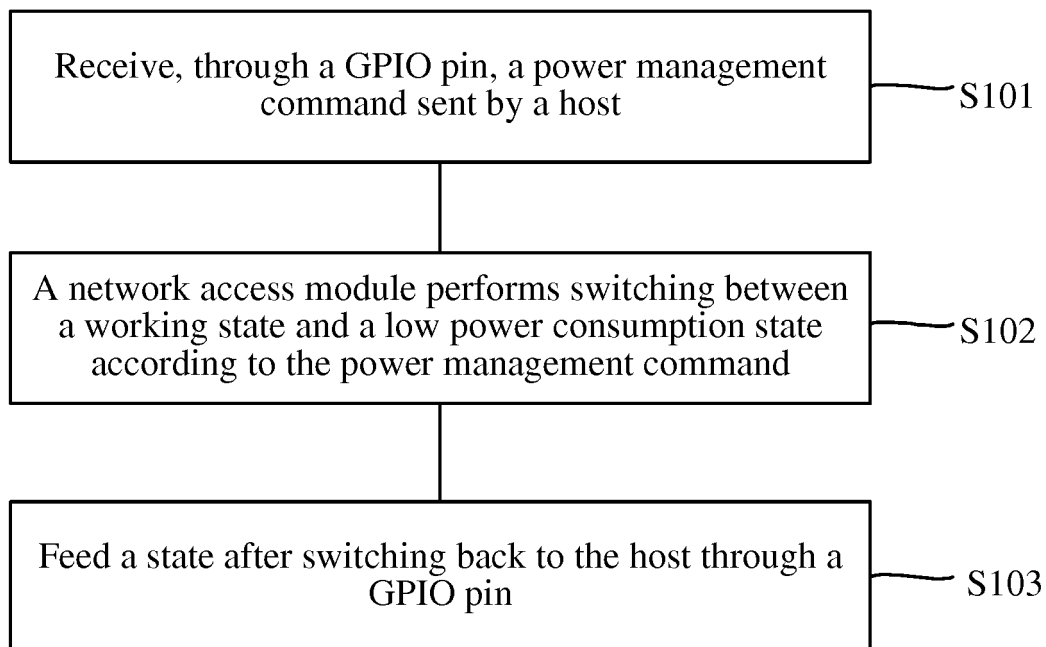 Receive, through a GPIO pin, a power management
command sent by a host
S101
A network access module performs switching between
a working state and a low power consumption state
according to the power management command
S102
Feed a state after switching back to the host through a
GPIO pin
S103